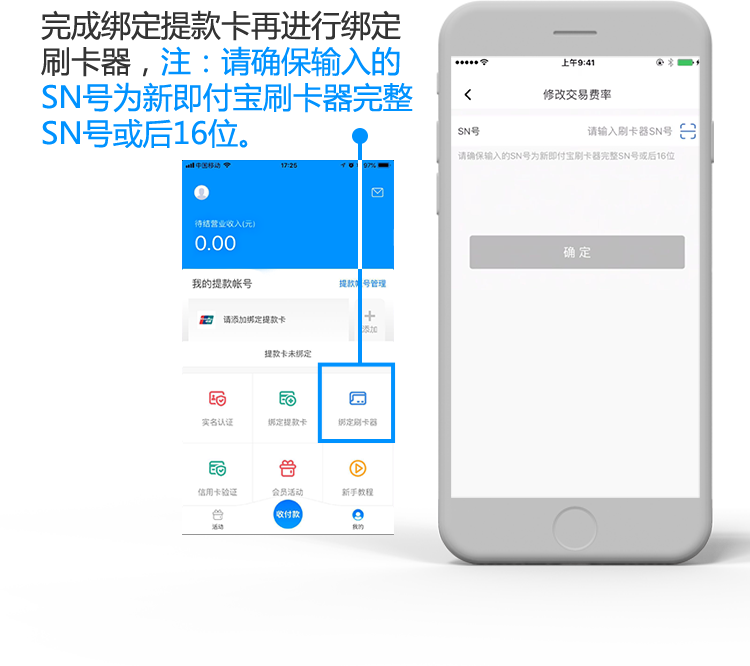 完成绑定提款卡再进行绑定
刷卡器，注：请确保输入的
SN号为新即付宝刷卡器完整
SN号或后16位。
中国移动
17:25
97%
待结营业收入(元)
0.00
我的提款帐号
提款帐号管理
请添加绑定提款卡
添加
提款卡未绑定
实名认证
绑定提款卡
绑定刷卡器
信用卡验证
会员活动
新手教程
活动
收付款
我的
上午9:41
修改交易费率
SN号
请输入刷卡器SN号
请确保输入的SN号为新即付宝刷卡器完整SN号或后16位
确 定